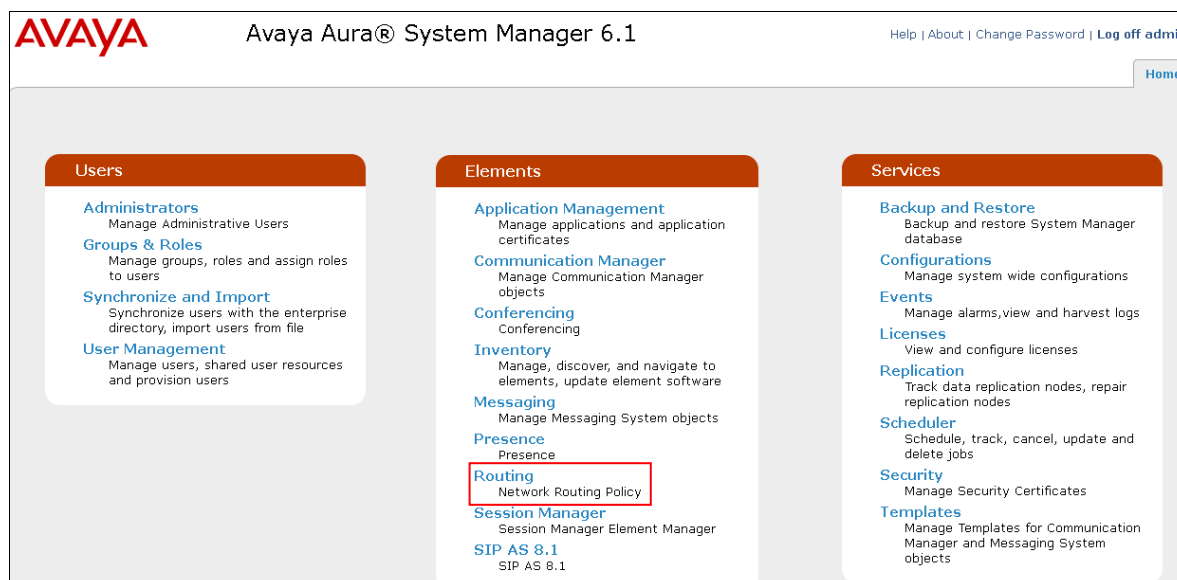 AVAYA
Avaya Aura® System Manager 6.1
Help | About | Change Password | Log off admi
Home
Users
Administrators
Manage Administrative Users
Groups & Roles
Manage groups, roles and assign roles
to users
Synchronize and Import
Synchronize users with the enterprise
directory, import users from file
User Management
Manage users, shared user resources
and provision users
Elements
Application Management
Manage applications and application
certificates
Communication Manager
Manage Communication Manager
objects
Conferencing
Conferencing
Inventory
Manage, discover, and navigate to
elements, update element software
Messaging
Manage Messaging System objects
Presence
Presence
Routing
Network Routing Policy
Session Manager
Session Manager Element Manager
SIP AS 8.1
SIP AS 8.1
Services
Backup and Restore
Backup and restore System Manager
database
Configurations
Manage system wide configurations
Events
Manage alarms,view and harvest logs
Licenses
View and configure licenses
Replication
Track data replication nodes, repair
replication nodes
Scheduler
Schedule, track, cancel, update and
delete jobs
Security
Manage Security Certificates
Templates
Manage Templates for Communication
Manager and Messaging System
objects